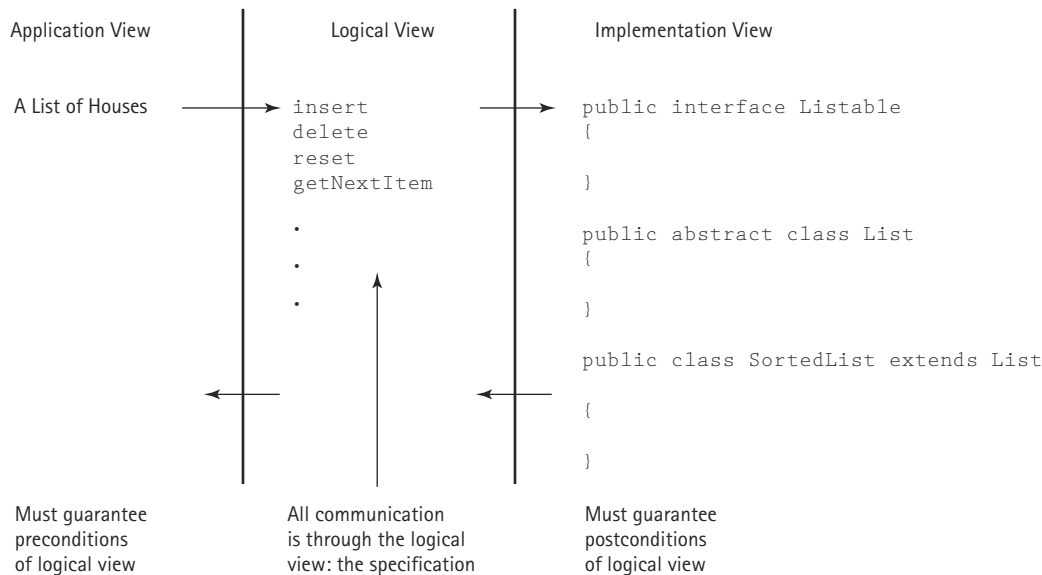 Application View
Logical View
Implementation View
A List of Houses
insert
delete
reset
getNextItem
.
.
.
public interface Listable
{
}
public abstract class List
{
}
public class SortedList extends List
{
}
Must guarantee
preconditions
of logical view
All communication
is through the logical
view: the specification
Must guarantee
postconditions
of logical view